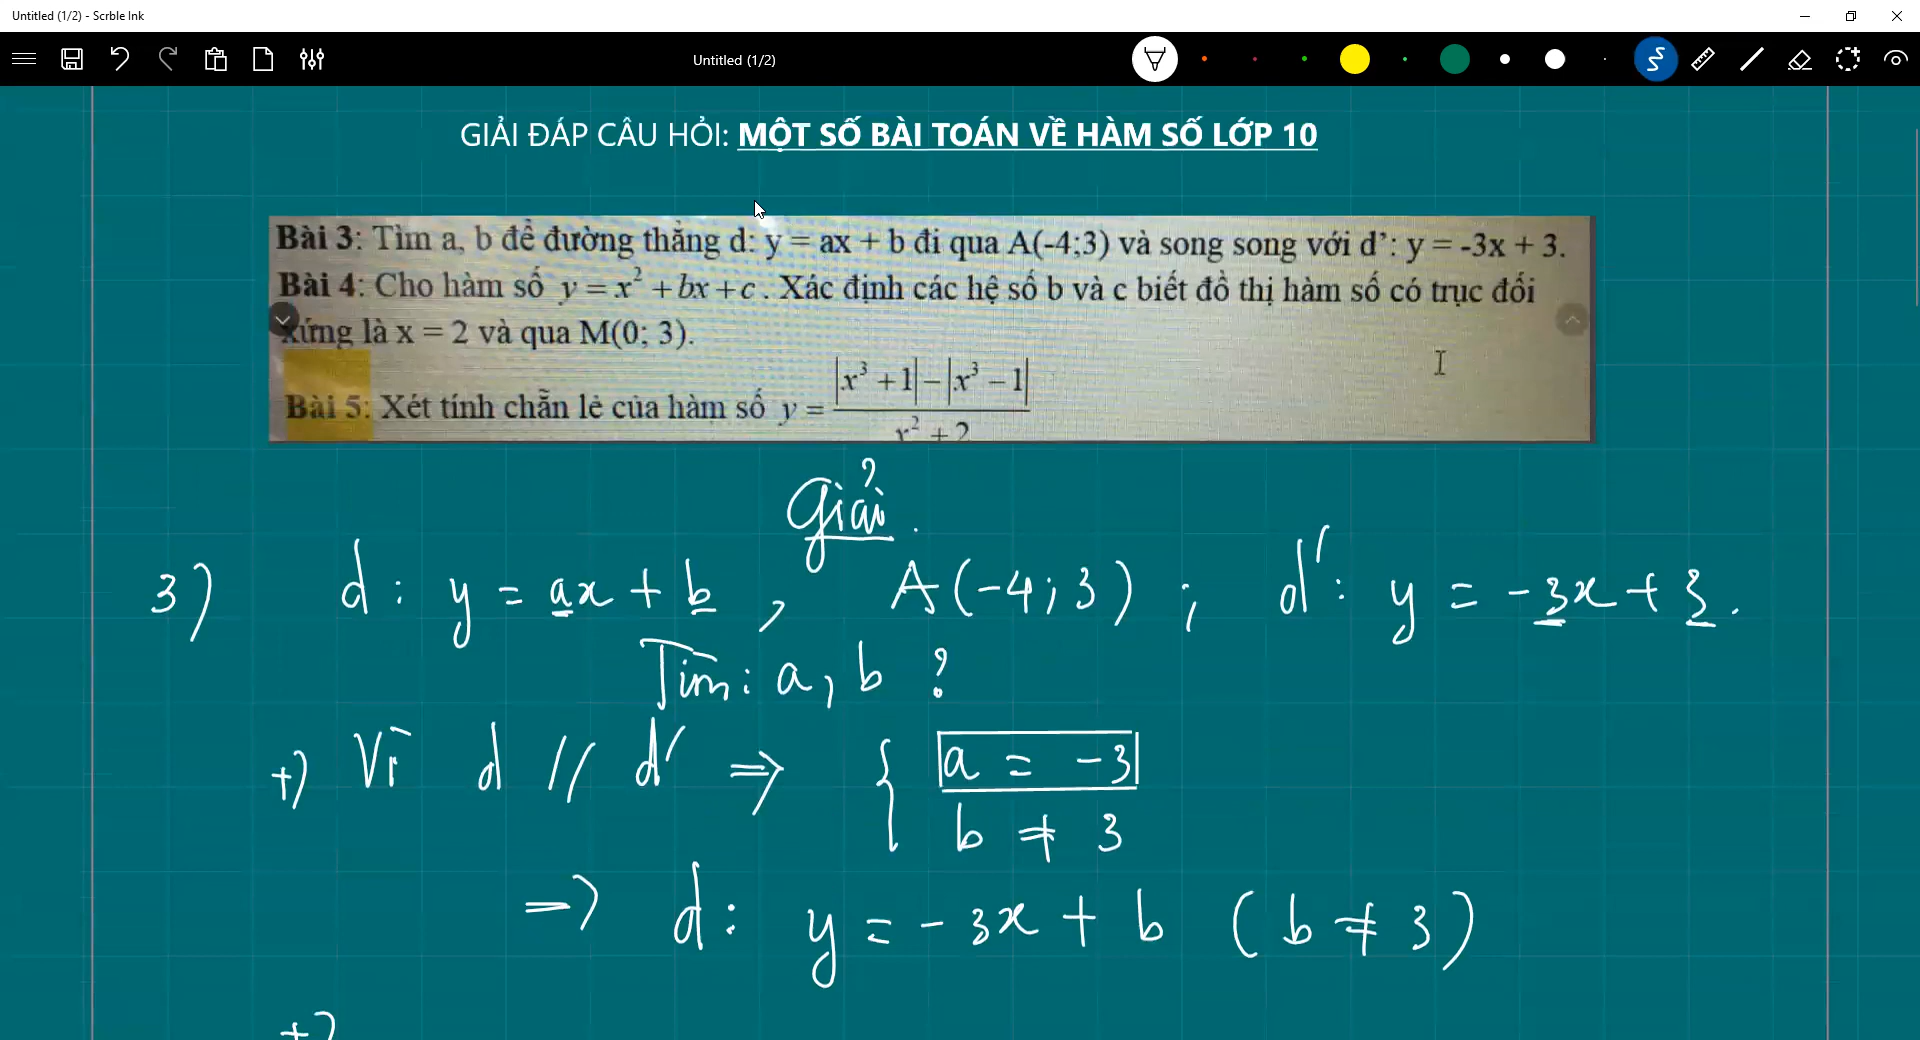 Untitled (1/2) - Scrble Ink
Untitled (1/2)
GIẢI ĐÁP CÂU HỎI: MỘT SỐ BÀI TOÁN VỀ HÀM SỐ LỚP 10
Bài 3: Tìm a, b để đường thẳng d: y = ax + b đi qua A(-4;3) và song song với d’: y = -3x + 3.
Bài 4: Cho hàm số y = x² + bx + c. Xác định các hệ số b và c biết đồ thị hàm số có trục đối
xứng là x = 2 và qua M(0; 3).
Bài 5: Xét tính chẵn lẻ của hàm số y = (|x³ + 1| - |x³ - 1|) / (x² + 2)
Giải.
3) d: y = ax + b , A(-4; 3) ; d': y = -3x + 3.
Tìm: a, b ?
+) Vì d // d' => { a = -3
b ≠ 3
=> d: y = -3x + b (b ≠ 3)
+)